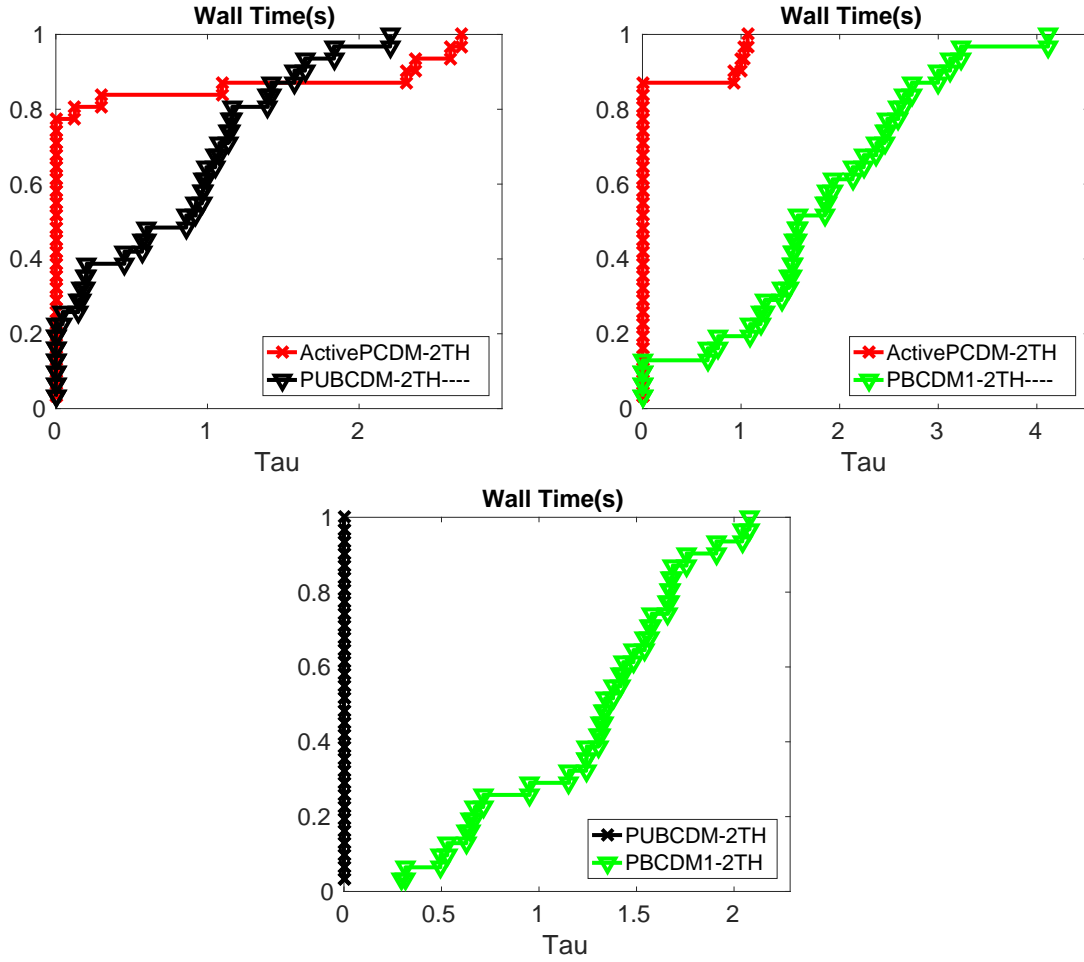 Wall Time(s)
1
0.8
0.6
0.4
0.2
0
0 1 2
Tau
ActivePCDM-2TH
PUBCDM-2TH----
Wall Time(s)
1
0.8
0.6
0.4
0.2
0
0 1 2 3 4
Tau
ActivePCDM-2TH
PBCDM1-2TH----
Wall Time(s)
1
0.8
0.6
0.4
0.2
0
0 0.5 1 1.5 2
Tau
PUBCDM-2TH
PBCDM1-2TH